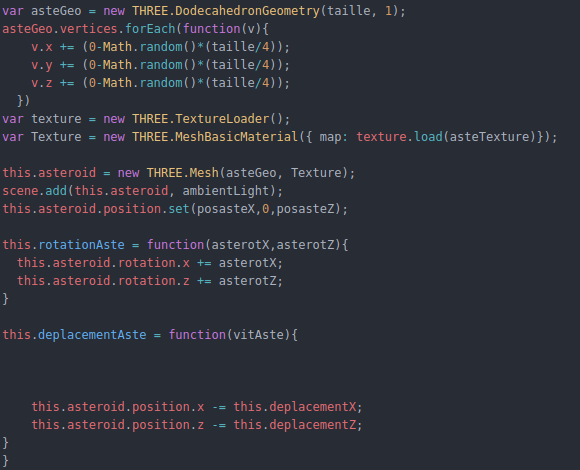 var asteGeo = new THREE.DodecahedronGeometry(taille, 1);
asteGeo.vertices.forEach(function(v){
    v.x += (0-Math.random()*(taille/4));
    v.y += (0-Math.random()*(taille/4));
    v.z += (0-Math.random()*(taille/4));
  })
var texture = new THREE.TextureLoader();
var Texture = new THREE.MeshBasicMaterial({ map: texture.load(asteTexture)});

this.asteroid = new THREE.Mesh(asteGeo, Texture);
scene.add(this.asteroid, ambientLight);
this.asteroid.position.set(posasteX,0,posasteZ);

this.rotationAste = function(asterotX,asterotZ){
  this.asteroid.rotation.x += asterotX;
  this.asteroid.rotation.z += asterotZ;
}

this.deplacementAste = function(vitAste){

    this.asteroid.position.x -= this.deplacementX;
    this.asteroid.position.z -= this.deplacementZ;
}
}